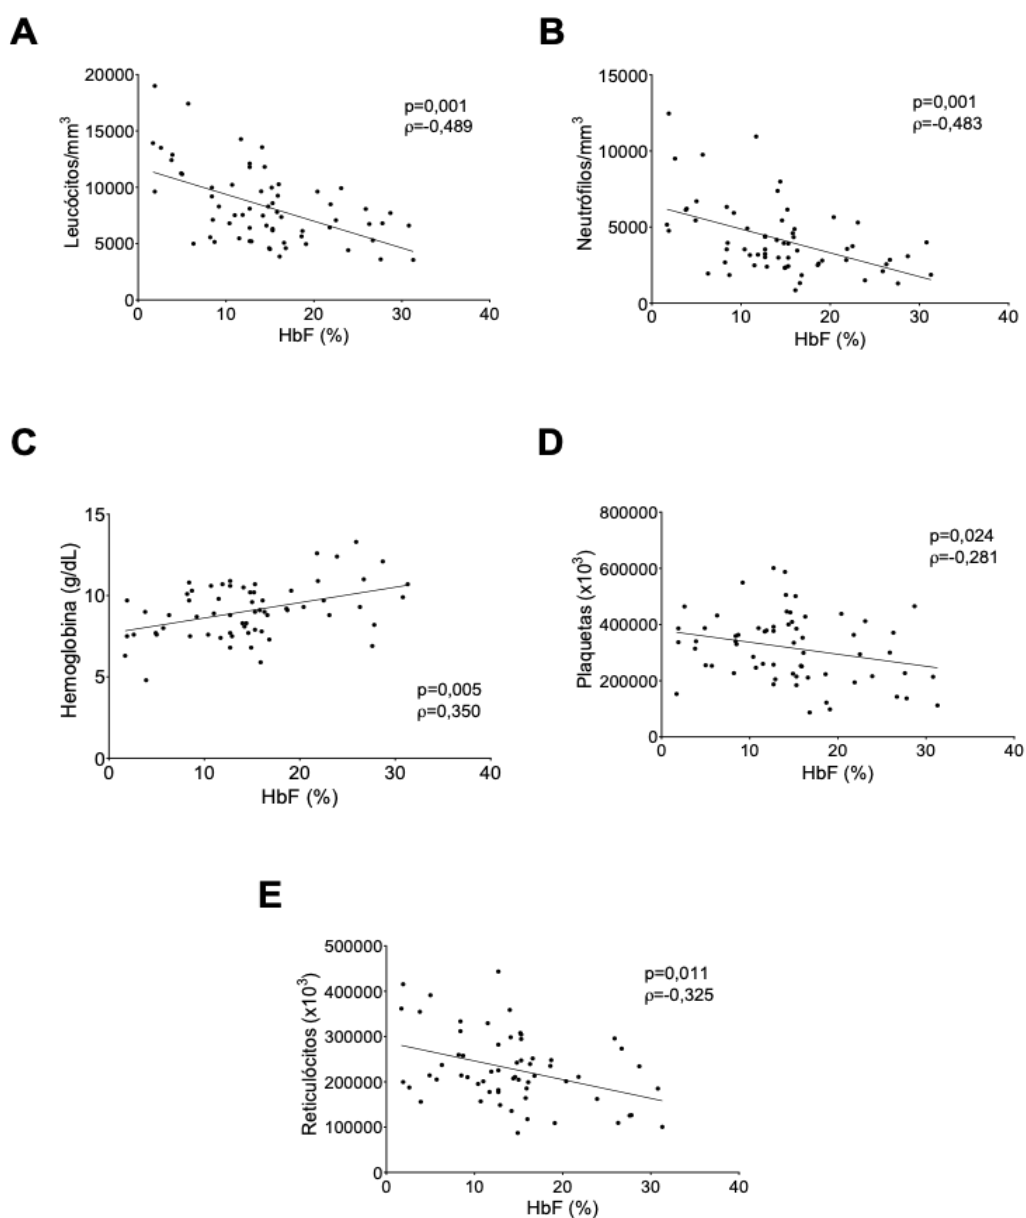 A
20000
15000
10000
5000
0
Leucócitos/mm³
p=0,001
ρ=-0,489
0 10 20 30 40
HbF (%)
B
15000
10000
5000
0
Neutrófilos/mm³
p=0,001
ρ=-0,483
0 10 20 30 40
HbF (%)
C
15
10
5
0
Hemoglobina (g/dL)
p=0,005
ρ=0,350
0 10 20 30 40
HbF (%)
D
800000
600000
400000
200000
0
Plaquetas (x10³)
p=0,024
ρ=-0,281
0 10 20 30 40
HbF (%)
E
500000
400000
300000
200000
100000
0
Reticulócitos (x10³)
p=0,011
ρ=-0,325
0 10 20 30 40
HbF (%)